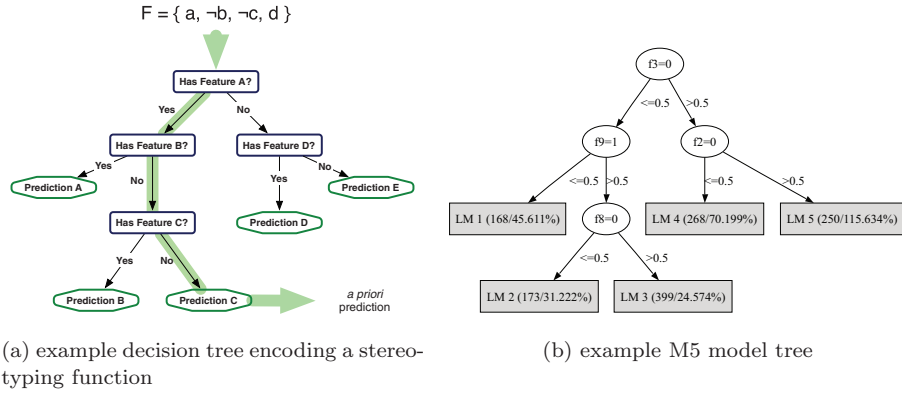 F = { a, ¬b, ¬c, d }
Has Feature A?
Yes
No
Has Feature B?
Has Feature D?
Yes
No
Yes
No
Prediction A
Prediction E
Prediction D
Has Feature C?
Yes
No
Prediction B
Prediction C
a priori
prediction
(a) example decision tree encoding a stereo-
typing function
f3=0
<=0.5
>0.5
f9=1
f2=0
<=0.5
>0.5
<=0.5
>0.5
LM 1 (168/45.611%)
f8=0
LM 4 (268/70.199%)
LM 5 (250/115.634%)
<=0.5
>0.5
LM 2 (173/31.222%)
LM 3 (399/24.574%)
(b) example M5 model tree